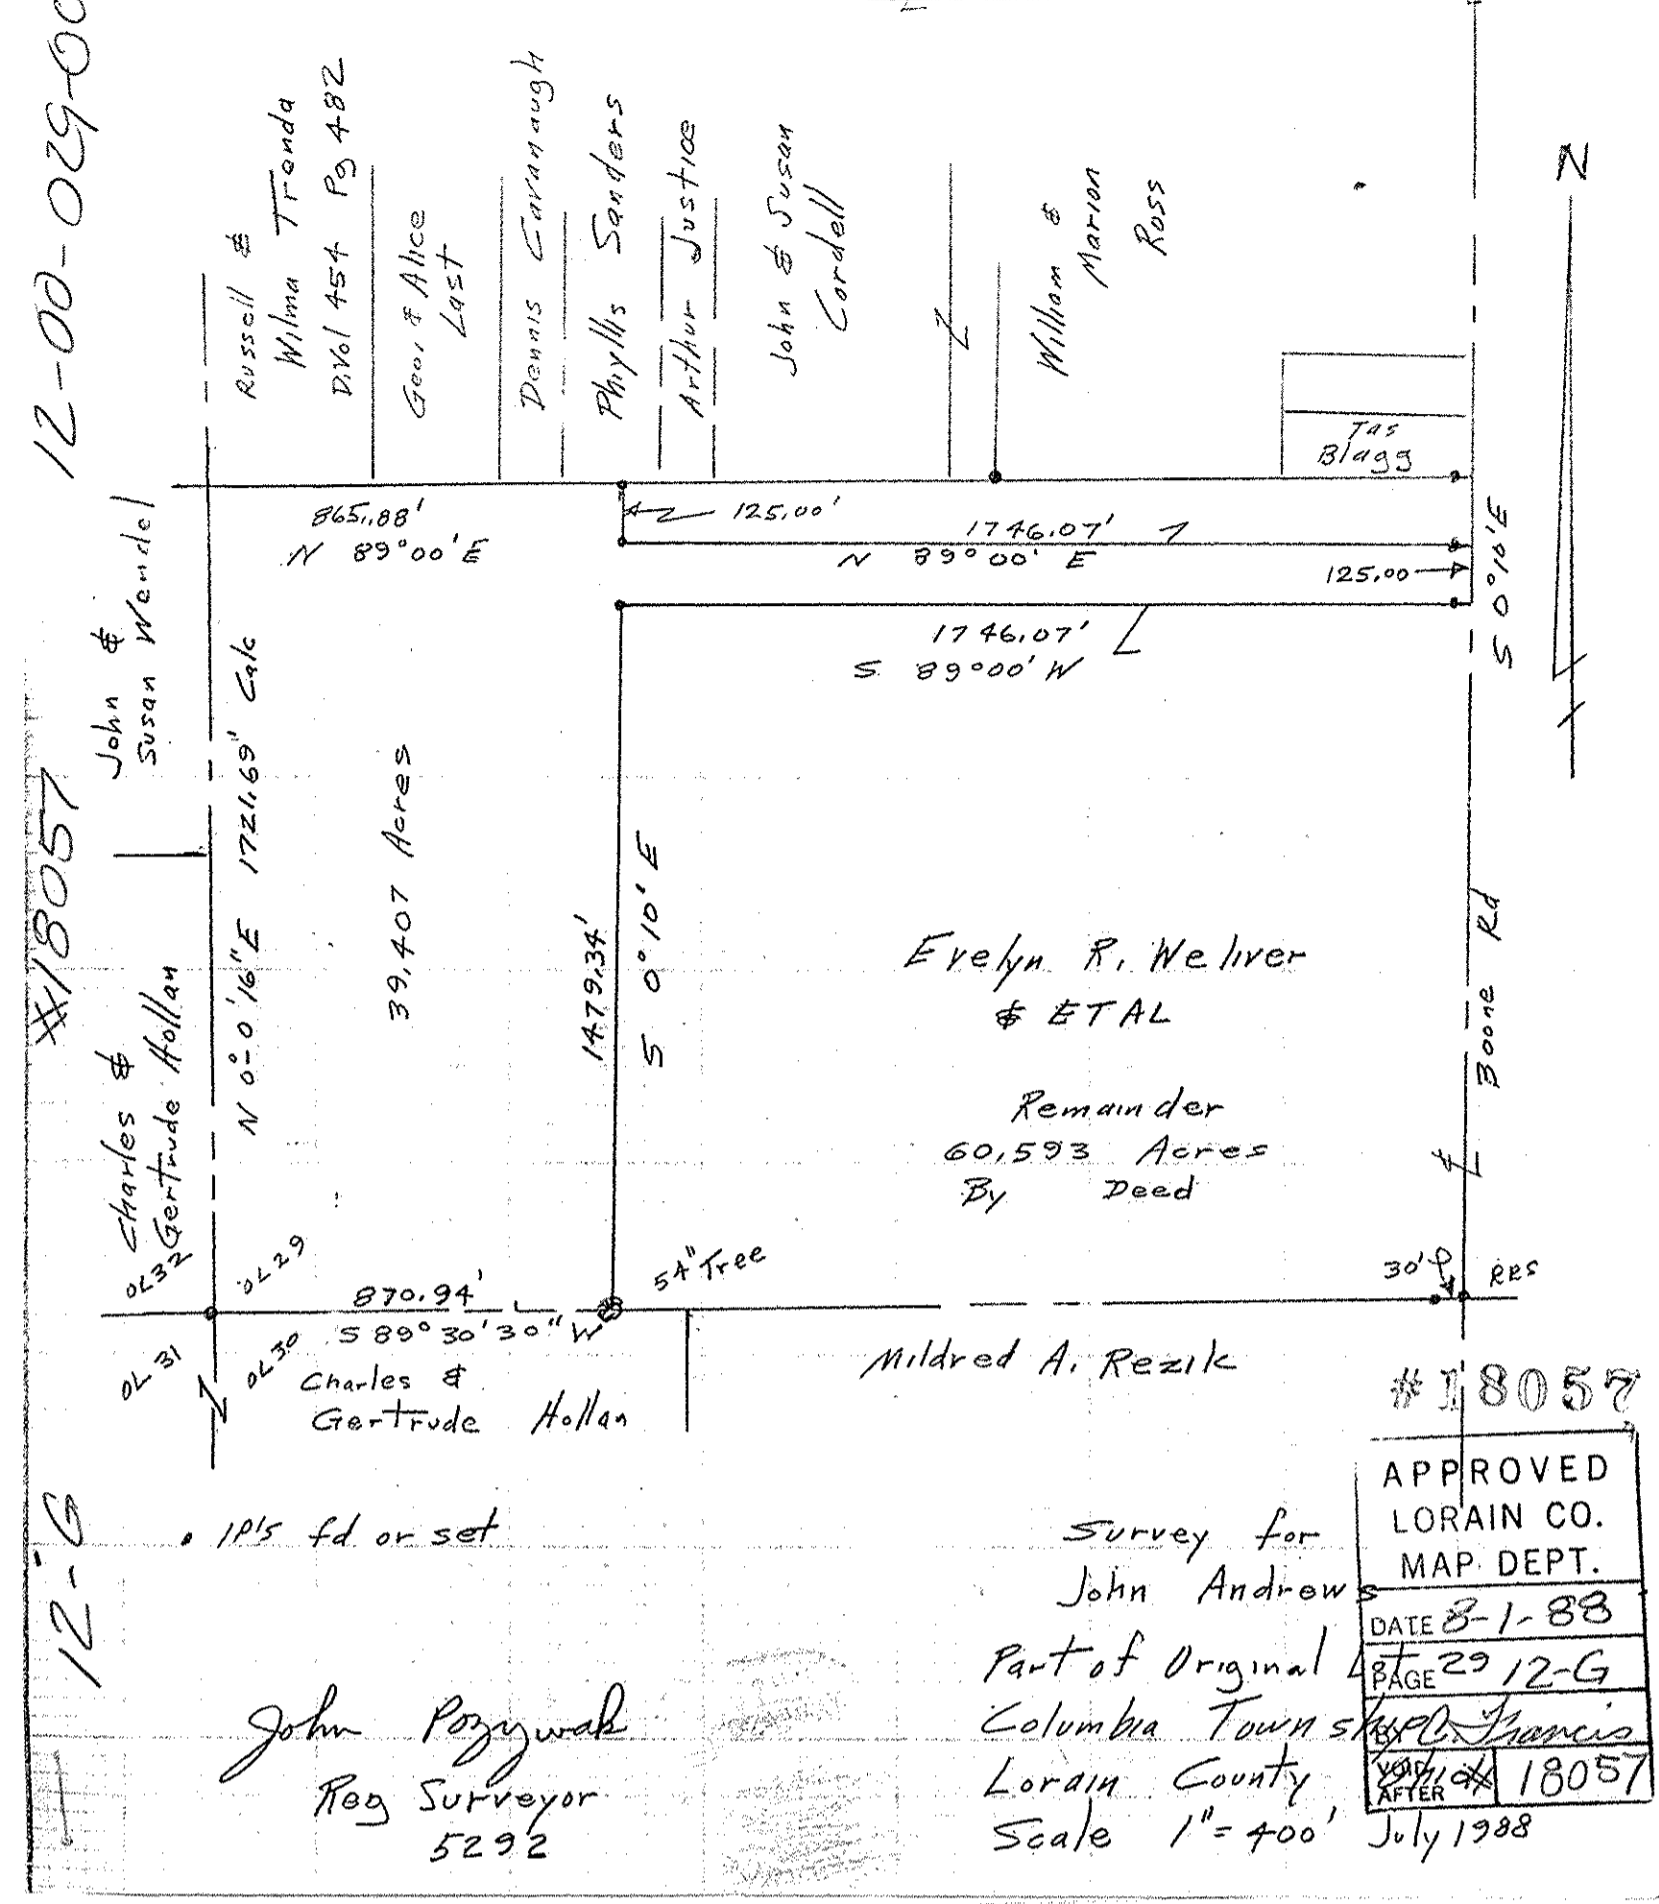 12-00-029-00
Russell &
Wilma Trenda
D.Vol 454 Pg 482
Geo. & Alice
Last
Dennis Cavanaugh
Phyllis Sanders
Arthur Justice
John & Susan
Cordell
William &
Marion
Ross
N
Jas
Blagg
865.88'
N 89°00' E
125.00'
1746.07'
N 89°00' E
125.00
S 0°10' E
1746.07'
S 89°00' W
John &
Susan Wendel
N 0°-0'16" E 1721.69' Calc
39.407 Acres
1479.34'
S 0°10' E
Evelyn R. Weliver
& ETAL
Remainder
60.593 Acres
By Deed
Boone Rd
#18057
Charles &
Gertrude Hollan
OL32
OL29
OL31
OL30
870.94'
S 89°30'30" W
54" Tree
30'
RRS
Charles &
Gertrude Hollan
Mildred A. Rezik
#18057
APPROVED
LORAIN CO.
MAP DEPT.
DATE 8-1-88
PAGE 12-G
BY C. Francis
VOID
AFTER 18057
12-G
• IP's fd or set
Survey for
John Andrews
Part of Original Lot 29
Columbia Township
Lorain County
Scale 1"=400' July 1988
John Pozywak
Reg Surveyor
5292